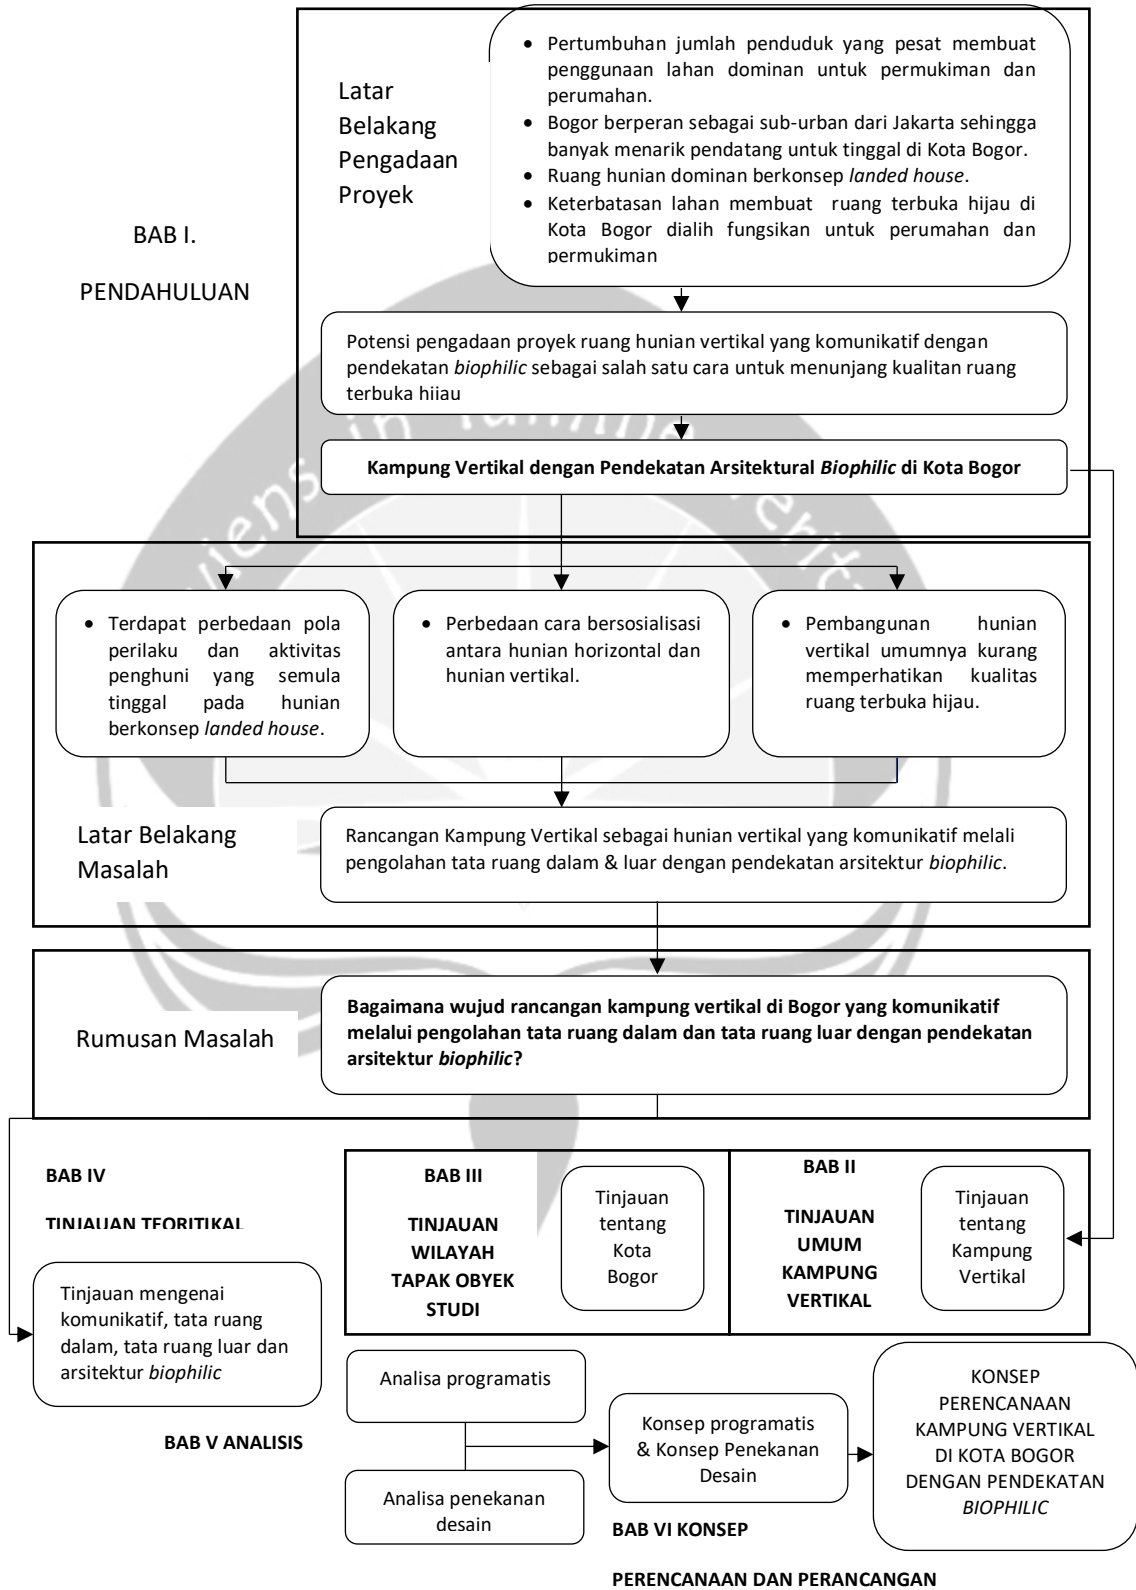 BAB I.
PENDAHULUAN
Latar
Belakang
Pengadaan
Proyek
• Pertumbuhan jumlah penduduk yang pesat membuat
penggunaan lahan dominan untuk permukiman dan
perumahan.
• Bogor berperan sebagai sub-urban dari Jakarta sehingga
banyak menarik pendatang untuk tinggal di Kota Bogor.
• Ruang hunian dominan berkonsep landed house.
• Keterbatasan lahan membuat ruang terbuka hijau di
Kota Bogor dialih fungsikan untuk perumahan dan
permukiman
Potensi pengadaan proyek ruang hunian vertikal yang komunikatif dengan
pendekatan biophilic sebagai salah satu cara untuk menunjang kualitan ruang
terbuka hijau
Kampung Vertikal dengan Pendekatan Arsitektural Biophilic di Kota Bogor
• Terdapat perbedaan pola
perilaku dan aktivitas
penghuni yang semula
tinggal pada hunian
berkonsep landed house.
• Perbedaan cara bersosialisasi
antara hunian horizontal dan
hunian vertikal.
• Pembangunan hunian
vertikal umumnya kurang
memperhatikan kualitas
ruang terbuka hijau.
Latar Belakang
Masalah
Rancangan Kampung Vertikal sebagai hunian vertikal yang komunikatif melali
pengolahan tata ruang dalam & luar dengan pendekatan arsitektur biophilic.
Rumusan Masalah
Bagaimana wujud rancangan kampung vertikal di Bogor yang komunikatif
melalui pengolahan tata ruang dalam dan tata ruang luar dengan pendekatan
arsitektur biophilic?
BAB IV
TINJAUAN TEORITIKAL
Tinjauan mengenai
komunikatif, tata ruang
dalam, tata ruang luar dan
arsitektur biophilic
BAB III
TINJAUAN
WILAYAH
TAPAK OBYEK
STUDI
Tinjauan
tentang
Kota
Bogor
BAB II
TINJAUAN
UMUM
KAMPUNG
VERTIKAL
Tinjauan
tentang
Kampung
Vertikal
BAB V ANALISIS
Analisa programatis
Analisa penekanan
desain
Konsep programatis
& Konsep Penekanan
Desain
BAB VI KONSEP
PERENCANAAN DAN PERANCANGAN
KONSEP
PERENCANAAN
KAMPUNG VERTIKAL
DI KOTA BOGOR
DENGAN PENDEKATAN
BIOPHILIC